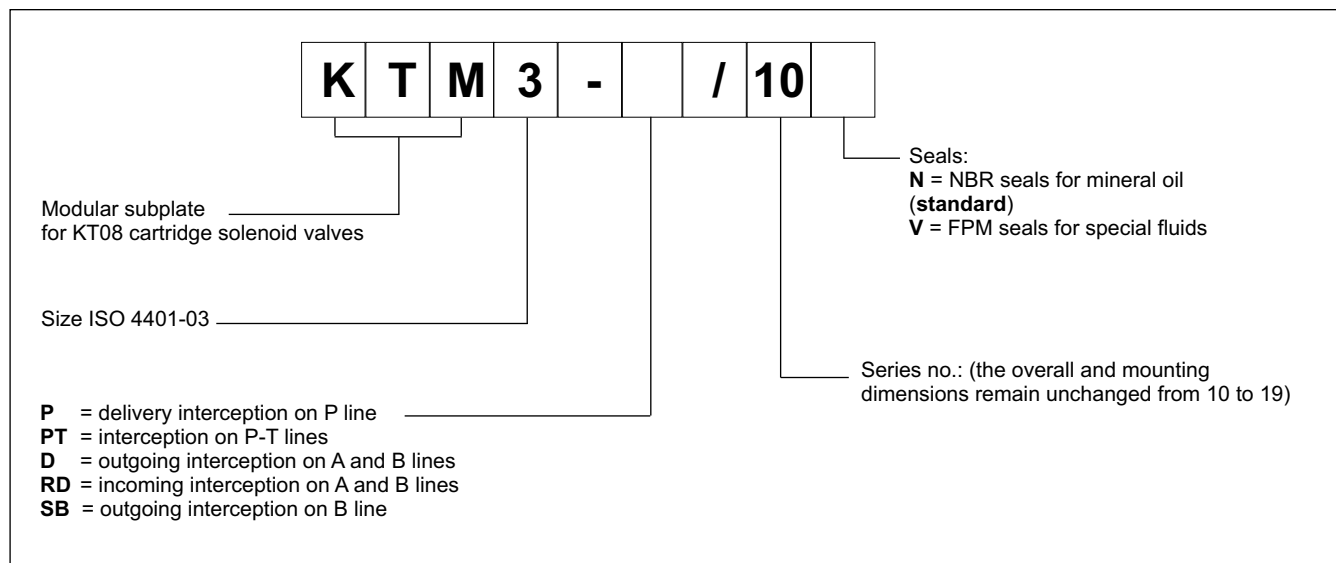 K T M 3 - / 10
Seals:
N = NBR seals for mineral oil
(standard)
V = FPM seals for special fluids
Modular subplate
for KT08 cartridge solenoid valves
Size ISO 4401-03
Series no.: (the overall and mounting
dimensions remain unchanged from 10 to 19)
P = delivery interception on P line
PT = interception on P-T lines
D = outgoing interception on A and B lines
RD = incoming interception on A and B lines
SB = outgoing interception on B line